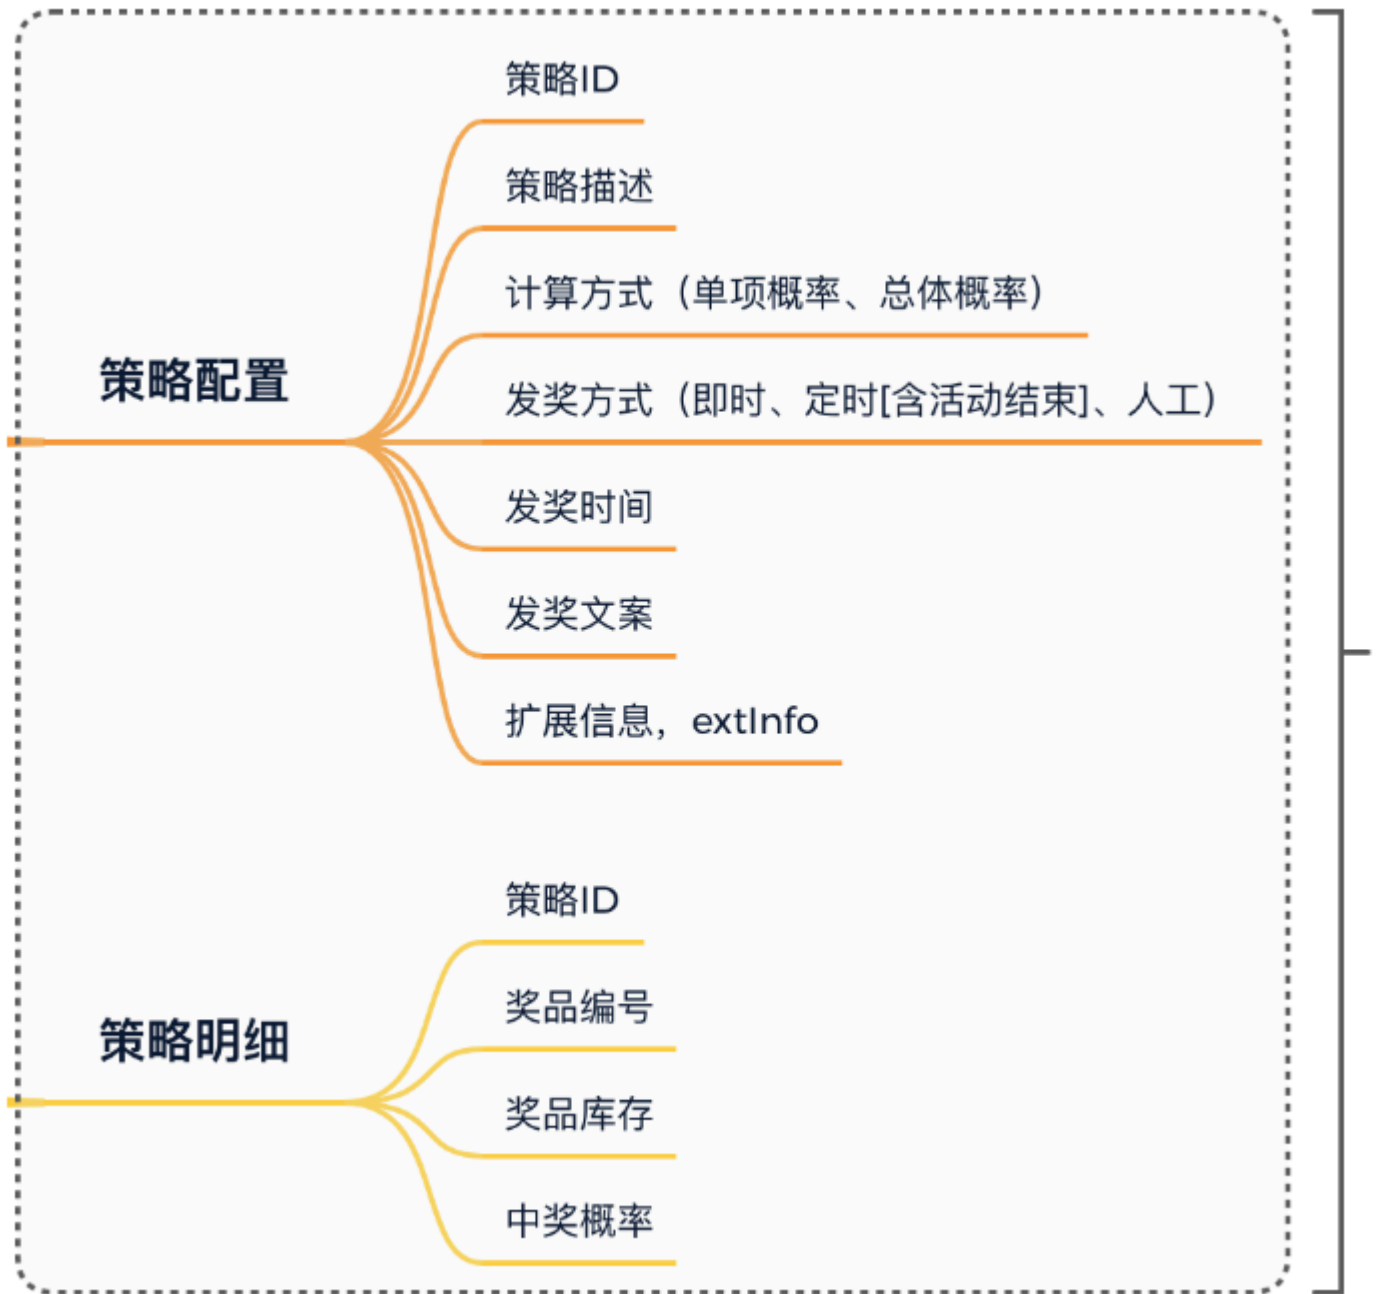 策略配置
策略ID
策略描述
计算方式（单项概率、总体概率）
发奖方式（即时、定时[含活动结束]、人工）
发奖时间
发奖文案
扩展信息，extInfo
策略明细
策略ID
奖品编号
奖品库存
中奖概率